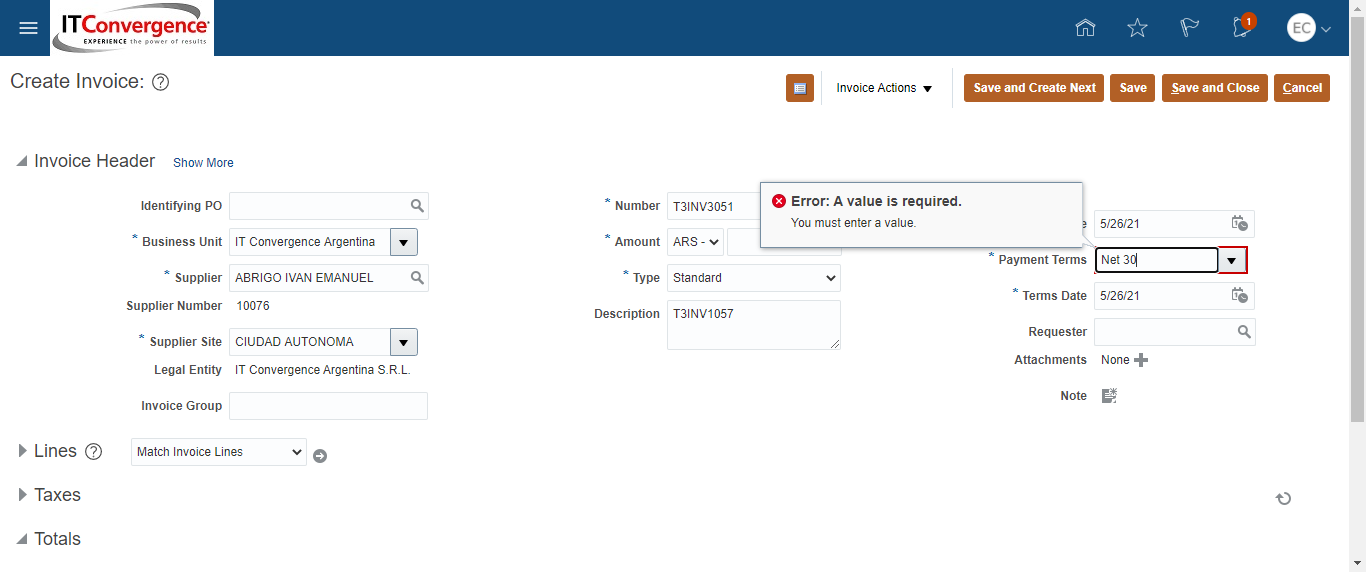 ITConvergence
EXPERIENCE the power of results
1
EC
Create Invoice: ?
Invoice Actions
Save and Create Next
Save
Save and Close
Cancel
Invoice Header
Show More
Identifying PO
* Business Unit IT Convergence Argentina
* Supplier ABRIGO IVAN EMANUEL
Supplier Number 10076
* Supplier Site CIUDAD AUTONOMA
Legal Entity IT Convergence Argentina S.R.L.
Invoice Group
* Number T3INV3051
* Amount ARS -
* Type Standard
Description T3INV1057
Error: A value is required.
You must enter a value.
5/26/21
* Payment Terms Net 30
* Terms Date 5/26/21
Requester
Attachments None
Note
Lines ? Match Invoice Lines
Taxes
Totals